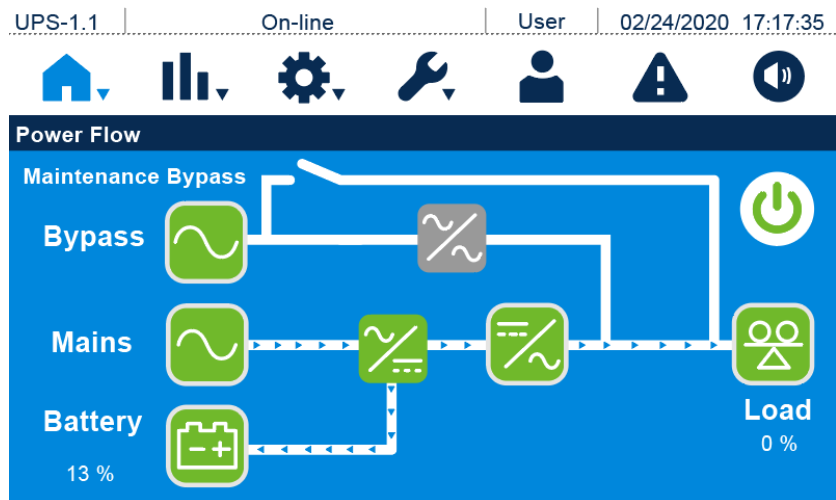 UPS-1.1 On-line User 02/24/2020 17:17:35
Power Flow
Maintenance Bypass
Bypass
Mains
Battery
13 %
Load
0 %